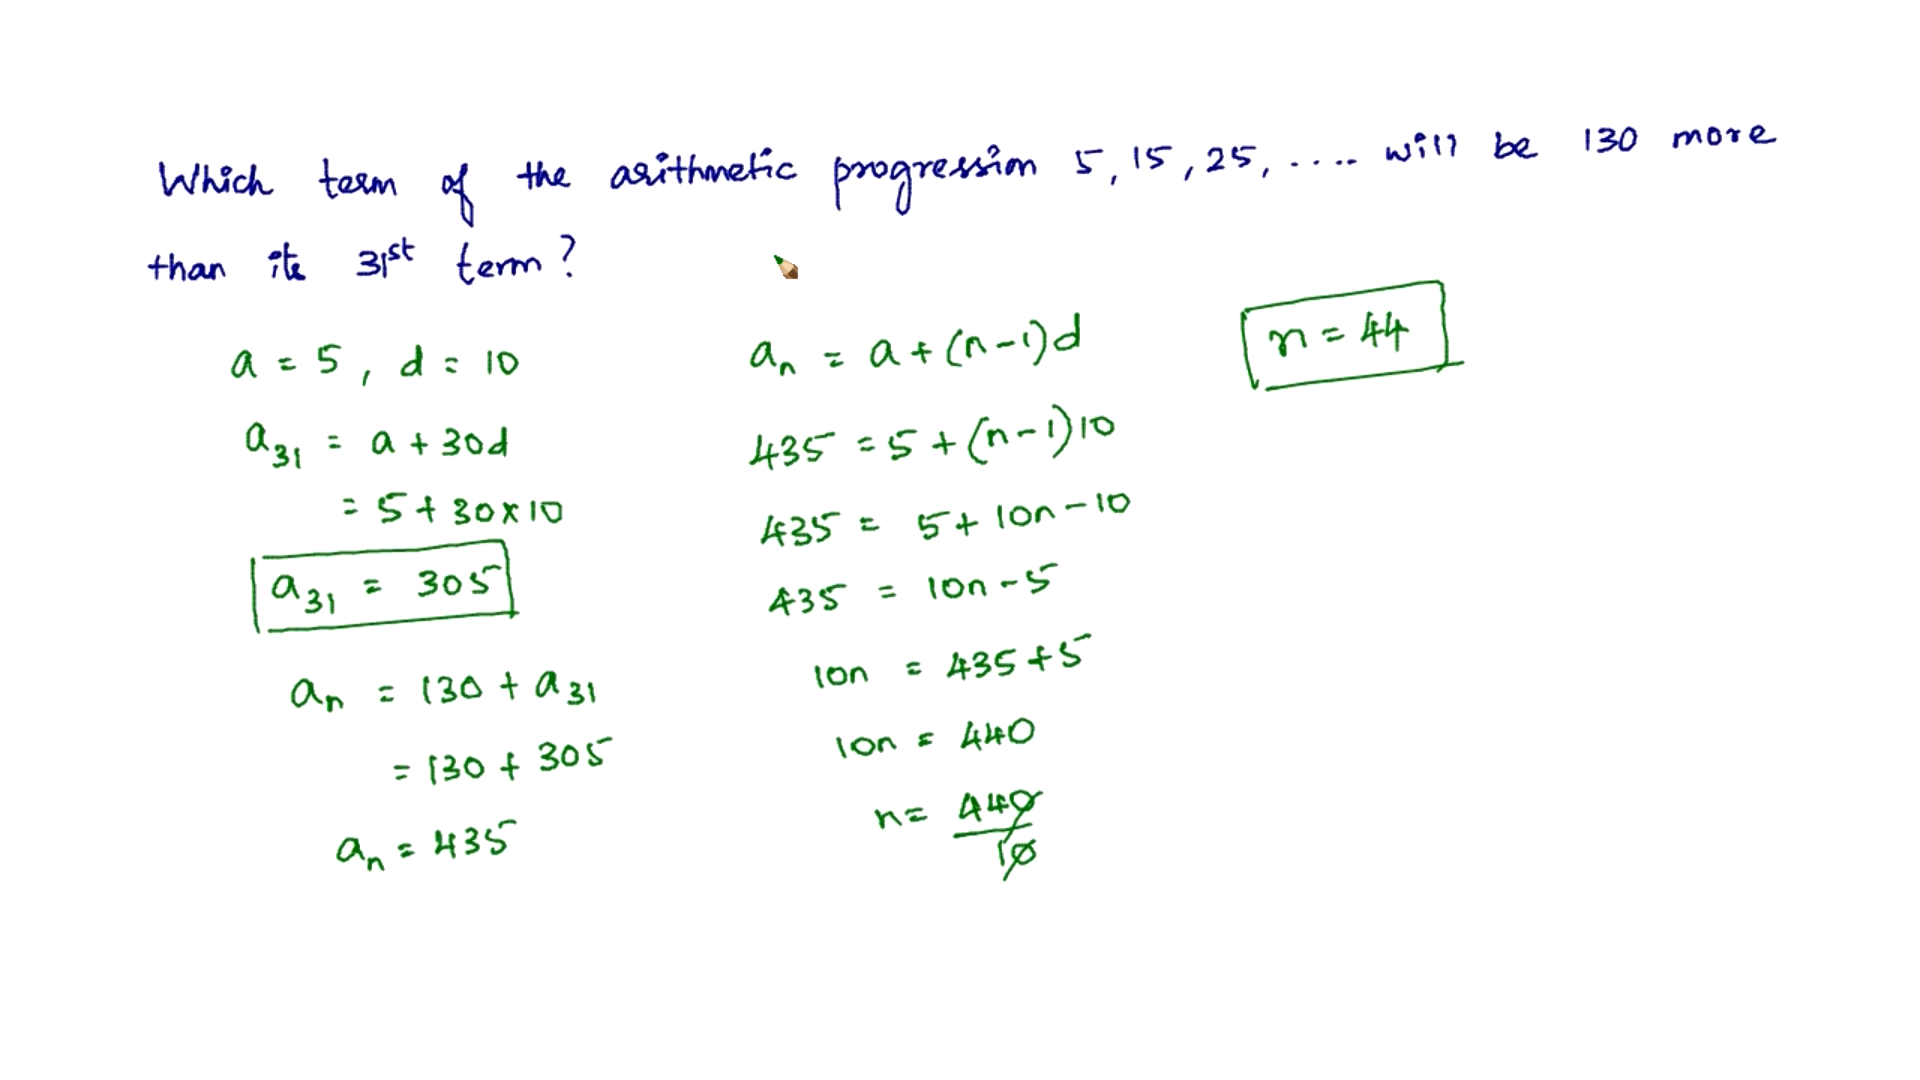 Which term of the arithmetic progression 5, 15, 25, .... will be 130 more
than its 31st term?
a = 5, d = 10
a31 = a + 30d
= 5 + 30 x 10
a31 = 305
an = 130 + a31
= 130 + 305
an = 435
an = a + (n-1)d
435 = 5 + (n-1)10
435 = 5 + 10n - 10
435 = 10n - 5
10n = 435 + 5
10n = 440
n = 440/10
n = 44